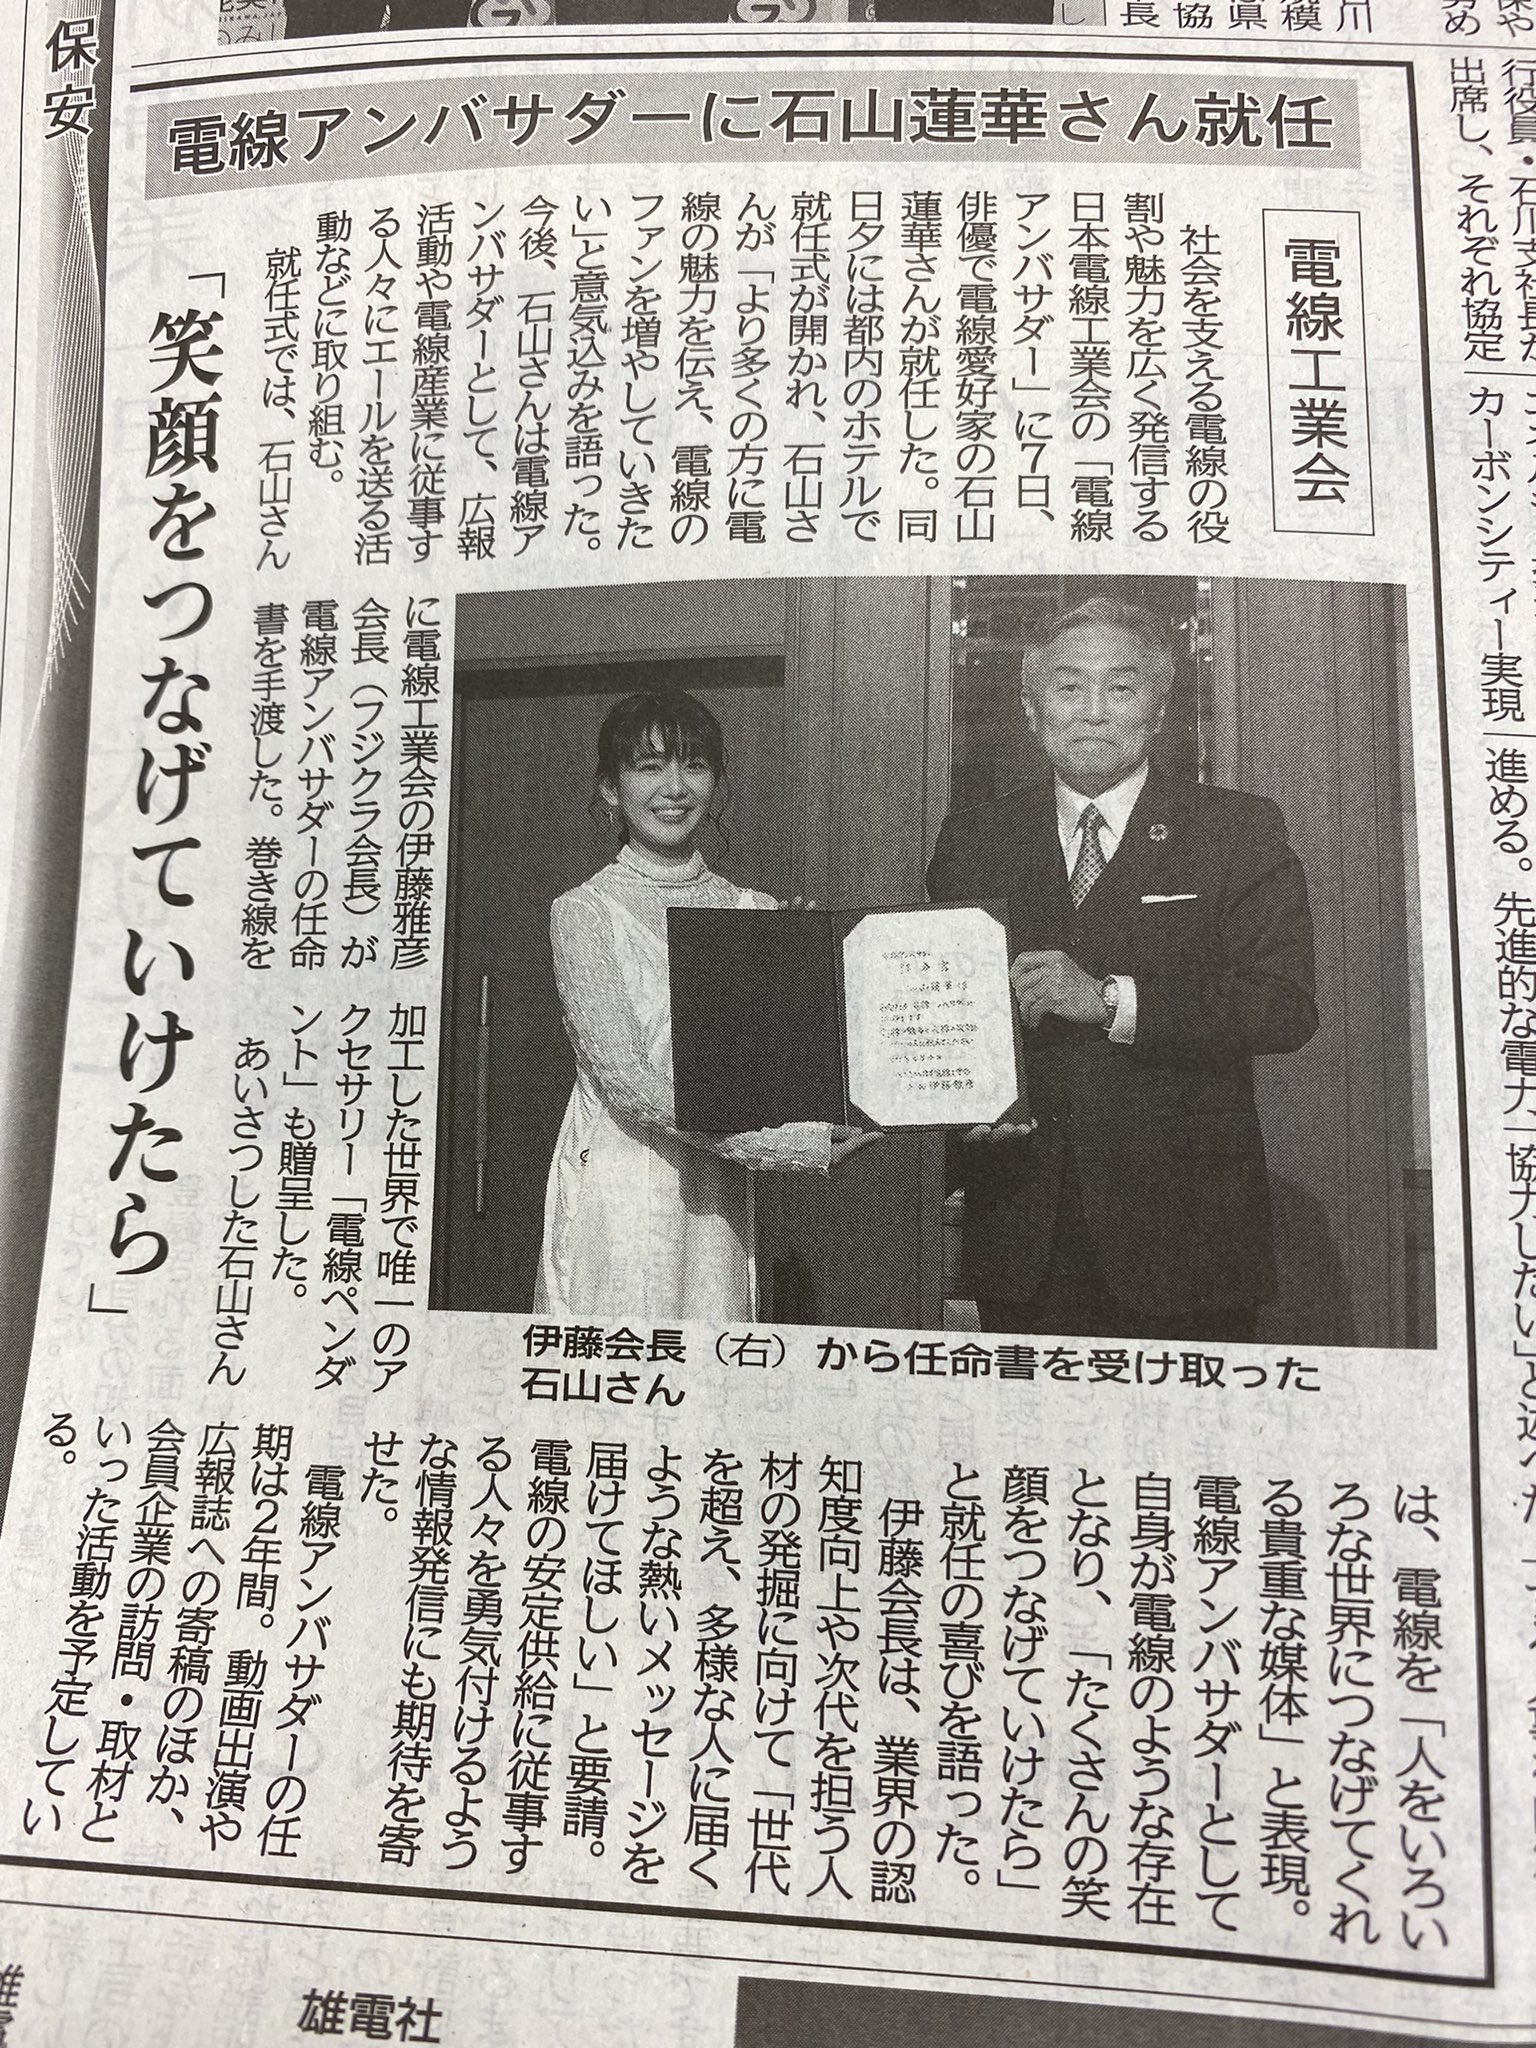 保安
電線アンバサダーに石山蓮華さん就任
電線工業会
「笑顔をつなげていけたら」
社会を支える電線の役
割や魅力を広く発信する
日本電線工業会の「電線
アンバサダー」に7日、
俳優で電線愛好家の石山
蓮華さんが就任した。同
日夕には都内のホテルで
就任式が開かれ、石山さ
んが「より多くの方に電
線の魅力を伝え、電線の
ファンを増やしていきた
い」と意気込みを語った。
今後、石山さんは電線ア
ンバサダーとして、広報
活動や電線産業に従事す
る人々にエールを送る活
動などに取り組む。
就任式では、石山さん
に電線工業会の伊藤雅彦
会長（フジクラ会長）が
電線アンバサダーの任命
書を手渡した。巻き線を
加工した世界で唯一のア
クセサリー「電線ペンダ
ント」も贈呈した。
あいさつした石山さん
は、電線を「人をいろい
ろな世界につなげてくれ
る貴重な媒体」と表現。
電線アンバサダーとして
自身が電線のような存在
となり、「たくさんの笑
顔をつなげていけたら」
と就任の喜びを語った。
伊藤会長は、業界の認
知度向上や次代を担う人
材の発掘に向けて「世代
を超え、多様な人に届く
ような熱いメッセージを
届けてほしい」と要請。
電線の安定供給に従事す
る人々を勇気付けるよう
な情報発信にも期待を寄
せた。
電線アンバサダーの任
期は2年間。動画出演や
広報誌への寄稿のほか、
会員企業の訪問・取材と
いった活動を予定してい
る。
伊藤会長（右）から任命書を受け取った
石山さん
出席し、それぞれ協定
カーボンシティー実現
進める。先進的な電力
協力したい」と述べた
雄電社